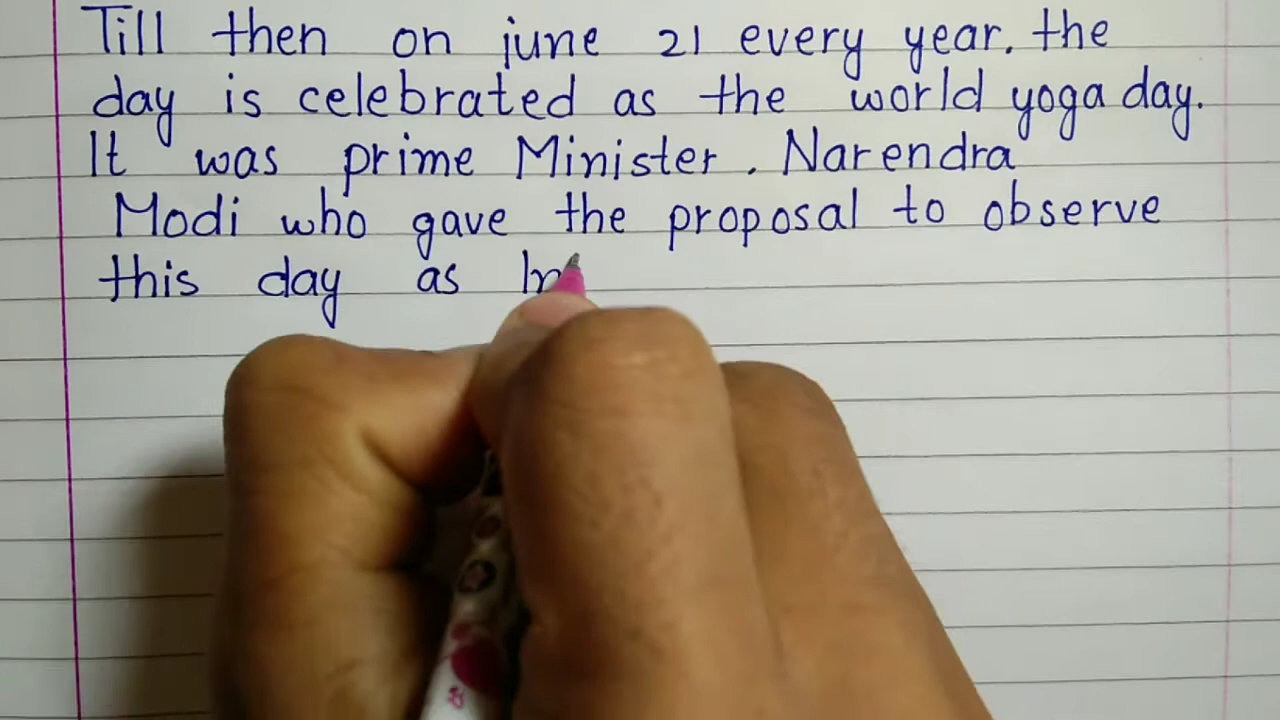 Till then on june 21 every year. the
day is celebrated as the world yoga day.
It was prime Minister . Narendra
Modi who gave the proposal to observe
this day as In